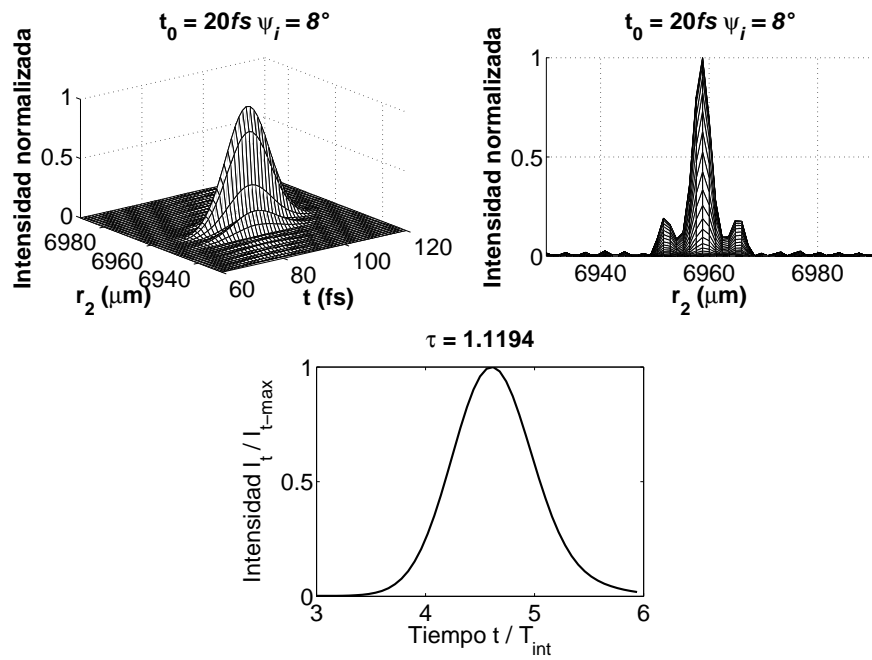 t₀ = 20fs ψᵢ = 8°
Intensidad normalizada
1
0.5
0
6980
6960
6940
r₂ (μm)
60
80
100
120
t (fs)
t₀ = 20fs ψᵢ = 8°
Intensidad normalizada
1
0.5
0
6940 6960 6980
r₂ (μm)
τ = 1.1194
Intensidad I_t / I_t−max
1
0.5
0
3 4 5 6
Tiempo t / T_int